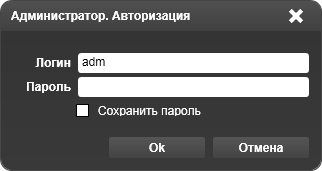 Администратор. Авторизация
Логин adm
Пароль
Сохранить пароль
Ok Отмена